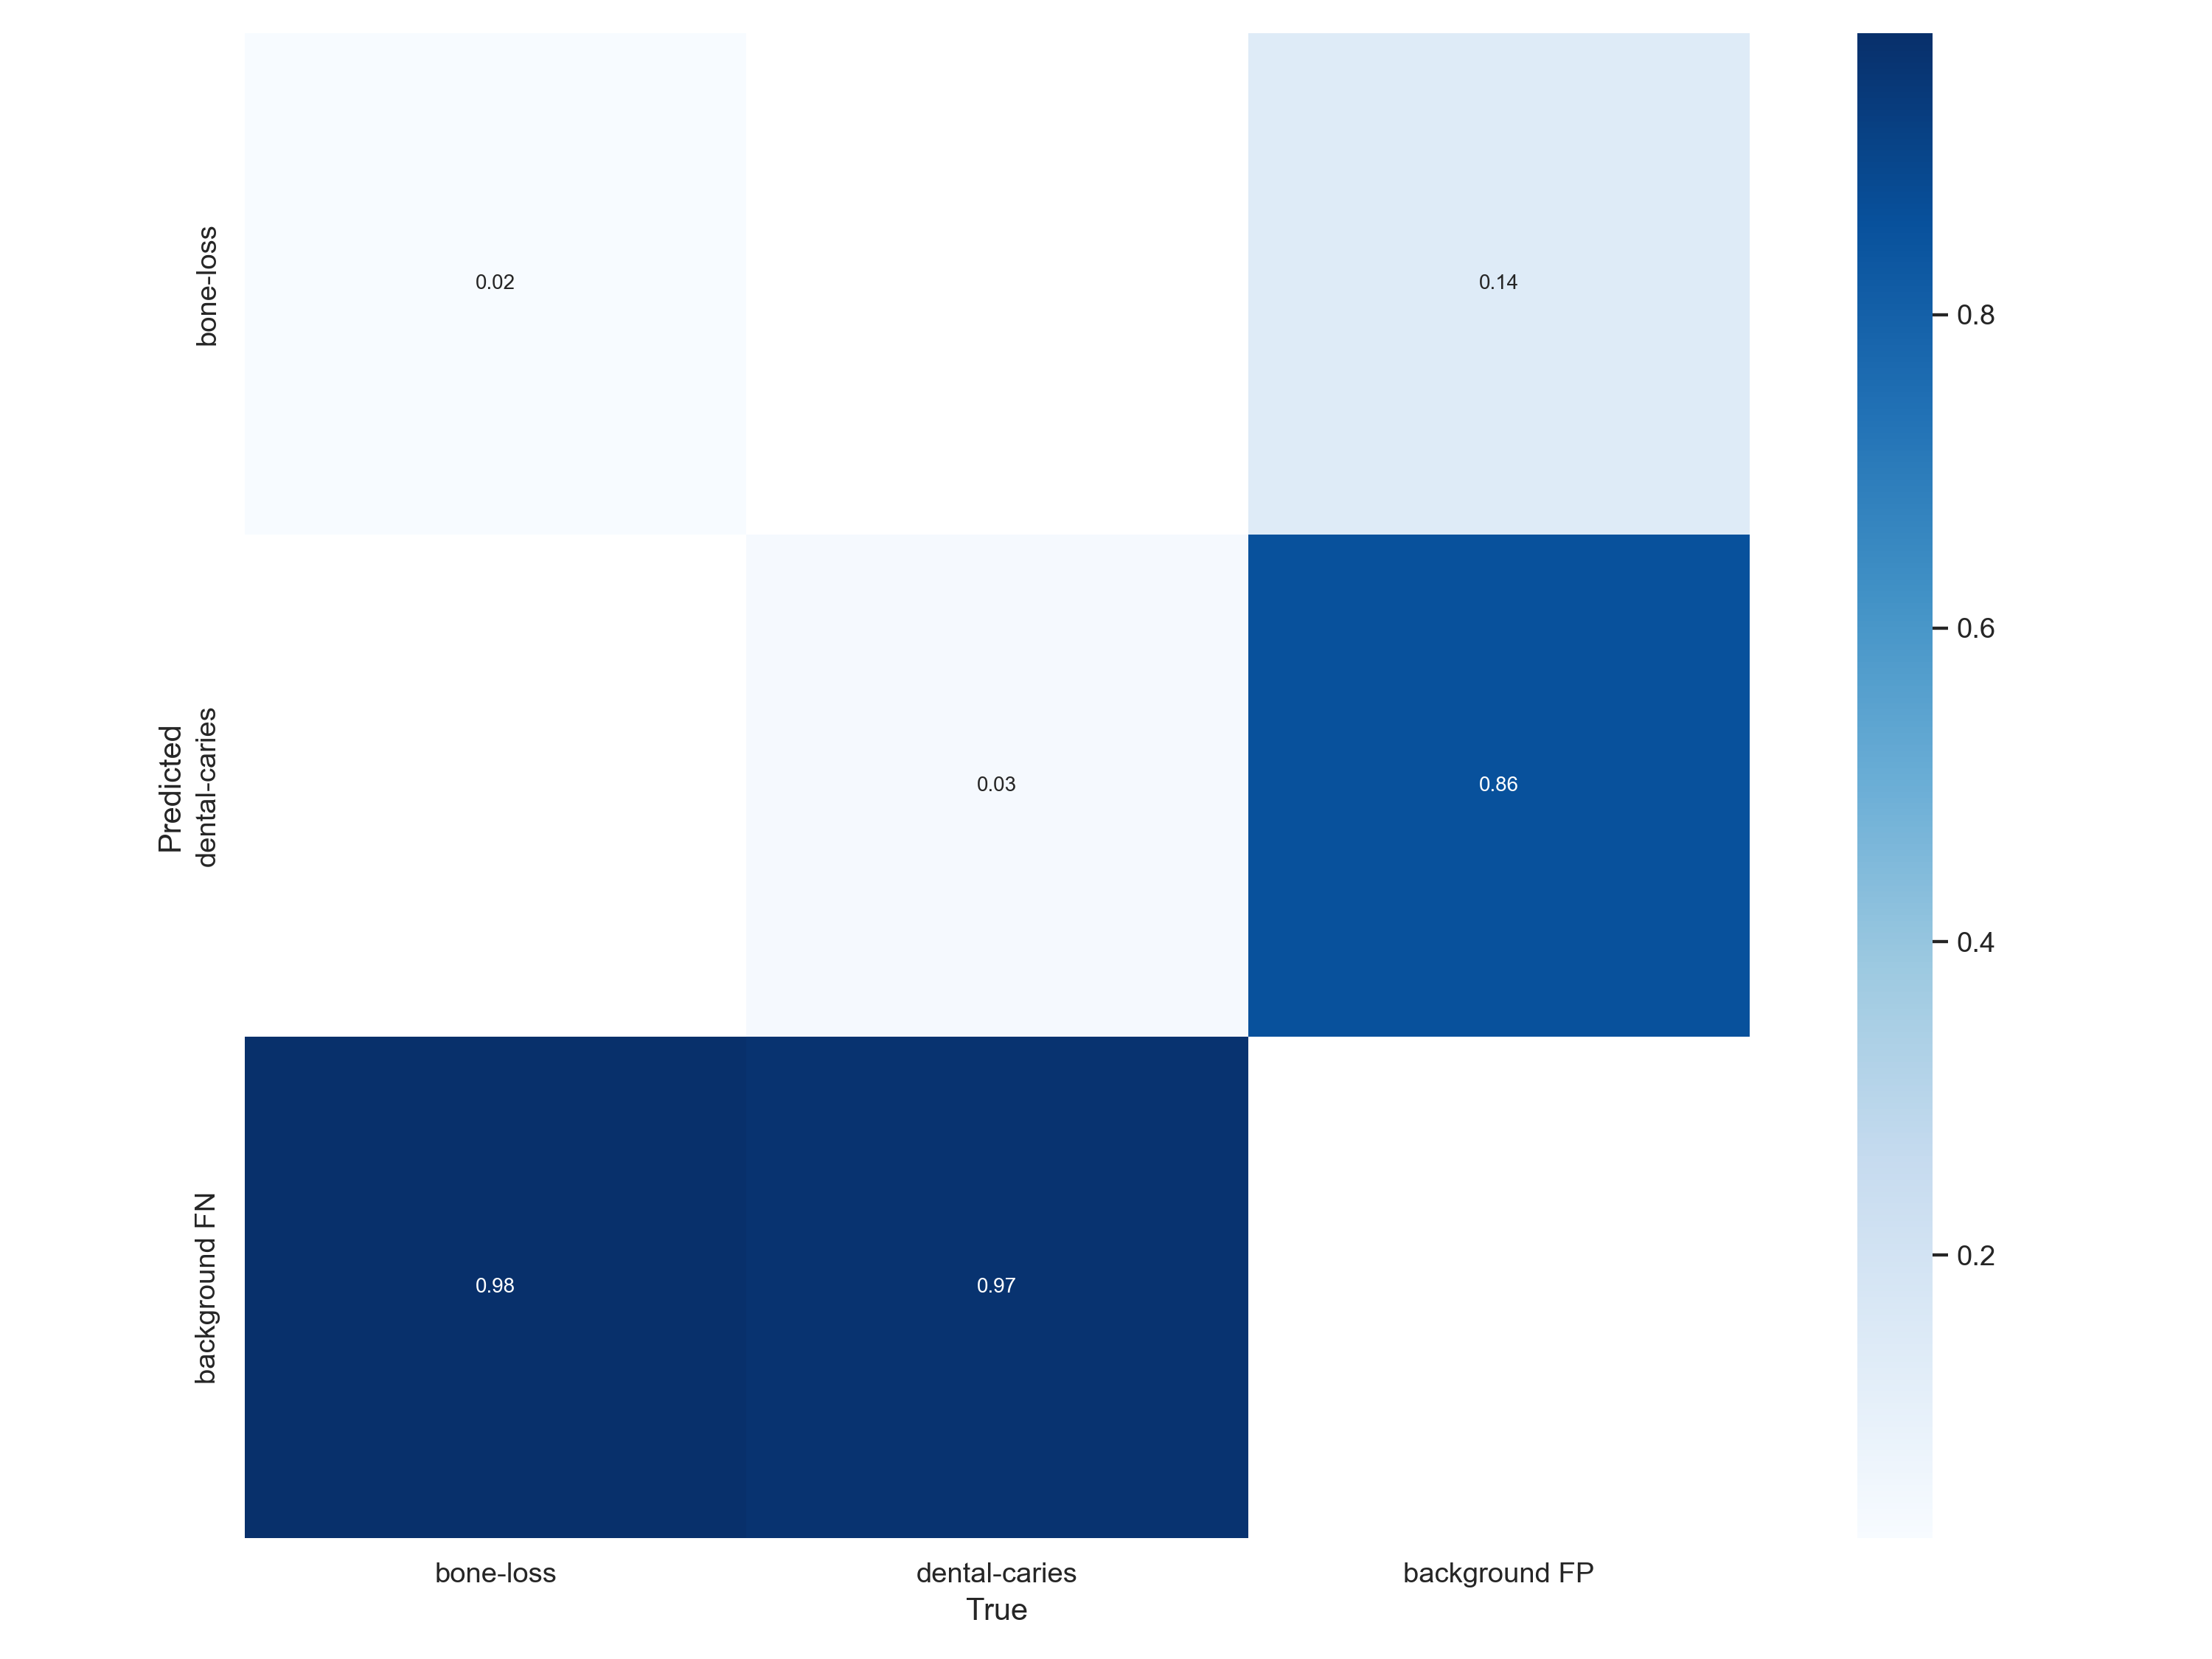 bone-loss
0.02
0.14
Predicted
dental-caries
0.03
0.86
background FN
0.98
0.97
bone-loss
dental-caries
background FP
True
0.8
0.6
0.4
0.2